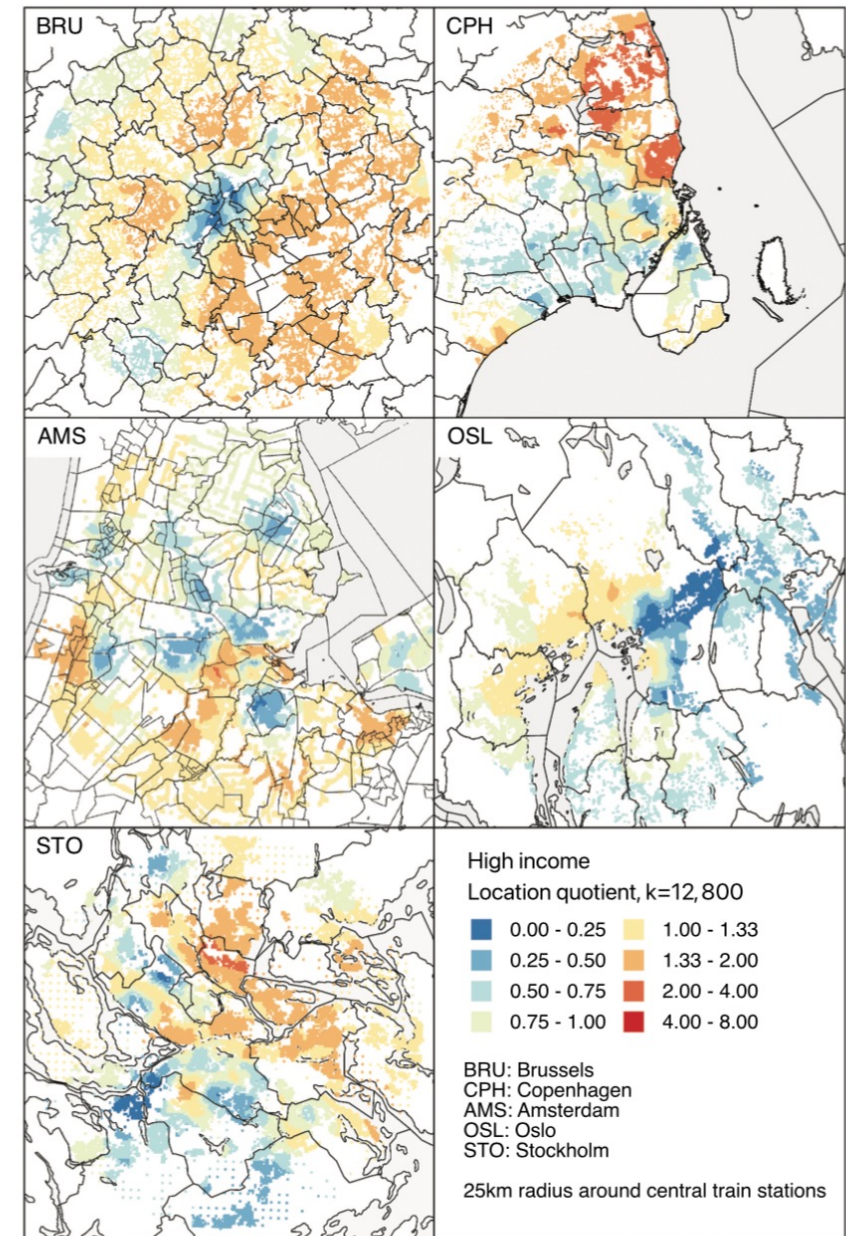 BRU
CPH
AMS
OSL
STO
High income
Location quotient, k=12,800
0.00 - 0.25
1.00 - 1.33
0.25 - 0.50
1.33 - 2.00
0.50 - 0.75
2.00 - 4.00
0.75 - 1.00
4.00 - 8.00
BRU: Brussels
CPH: Copenhagen
AMS: Amsterdam
OSL: Oslo
STO: Stockholm
25km radius around central train stations